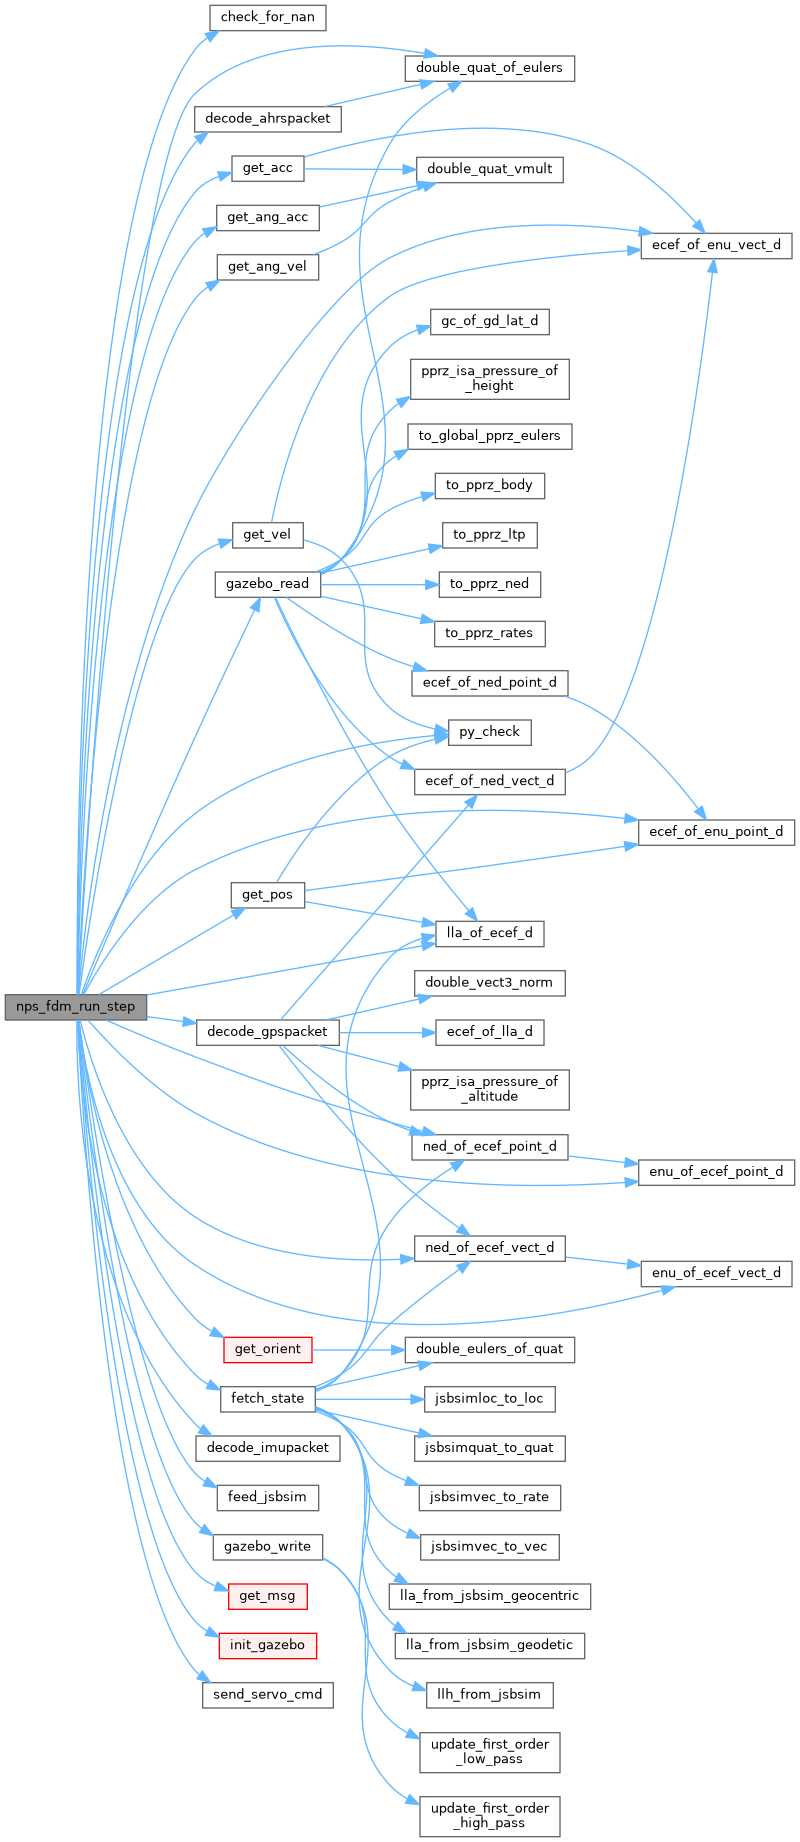 check_for_nan
double_quat_of_eulers
decode_ahrspacket
get_acc
double_quat_vmult
get_ang_acc
ecef_of_enu_vect_d
get_ang_vel
gc_of_gd_lat_d
pprz_isa_pressure_of
_height
to_global_pprz_eulers
to_pprz_body
get_vel
to_pprz_ltp
gazebo_read
to_pprz_ned
to_pprz_rates
ecef_of_ned_point_d
py_check
ecef_of_ned_vect_d
ecef_of_enu_point_d
get_pos
lla_of_ecef_d
double_vect3_norm
nps_fdm_run_step
decode_gpspacket
ecef_of_lla_d
pprz_isa_pressure_of
_altitude
ned_of_ecef_point_d
enu_of_ecef_point_d
ned_of_ecef_vect_d
enu_of_ecef_vect_d
get_orient
double_eulers_of_quat
fetch_state
jsbsimloc_to_loc
decode_imupacket
jsbsimquat_to_quat
feed_jsbsim
jsbsimvec_to_rate
gazebo_write
jsbsimvec_to_vec
get_msg
lla_from_jsbsim_geocentric
init_gazebo
lla_from_jsbsim_geodetic
send_servo_cmd
llh_from_jsbsim
update_first_order
_low_pass
update_first_order
_high_pass